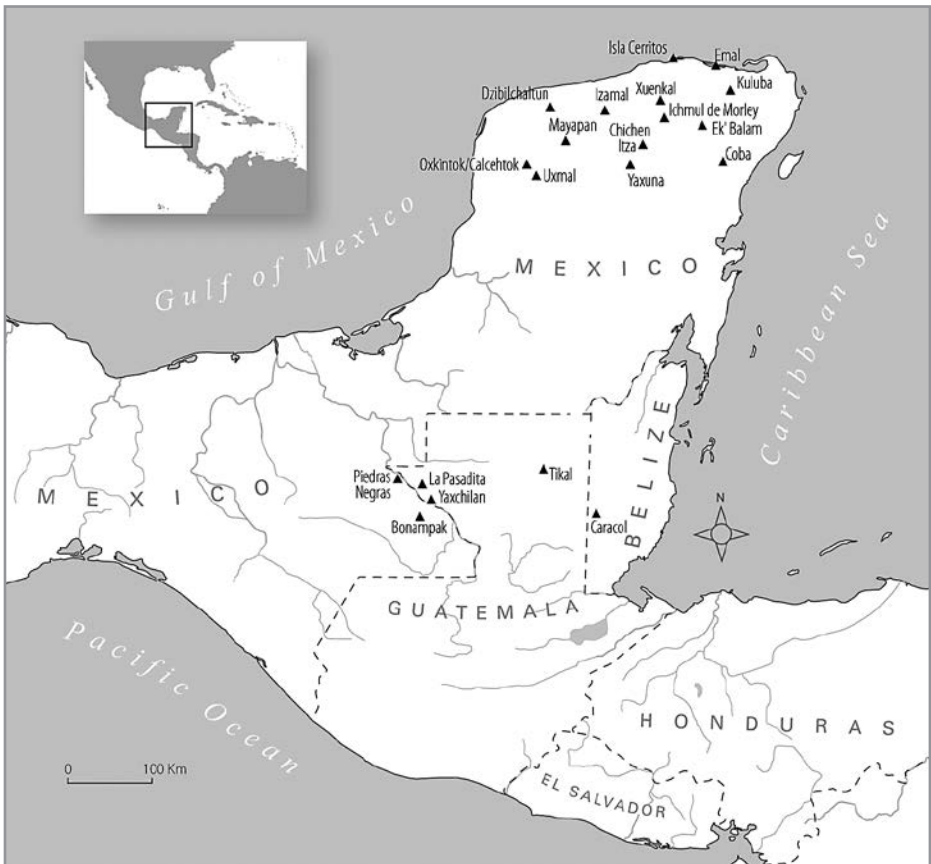 Isla Cerritos
Emal
Kuluba
Xuenkal
Izamal
Dzibilchaltun
Ichmul de Morley
Ek' Balam
Mayapan
Chichen
Itza
Coba
Oxkintok/Calcehtok
Uxmal
Yaxuna
MEXICO
Gulf of Mexico
Caribbean Sea
BELIZE
Tikal
Piedras
Negras
La Pasadita
Yaxchilan
MEXICO
Bonampak
Caracol
N
GUATEMALA
Pacific Ocean
HONDURAS
0 100 Km
EL SALVADOR